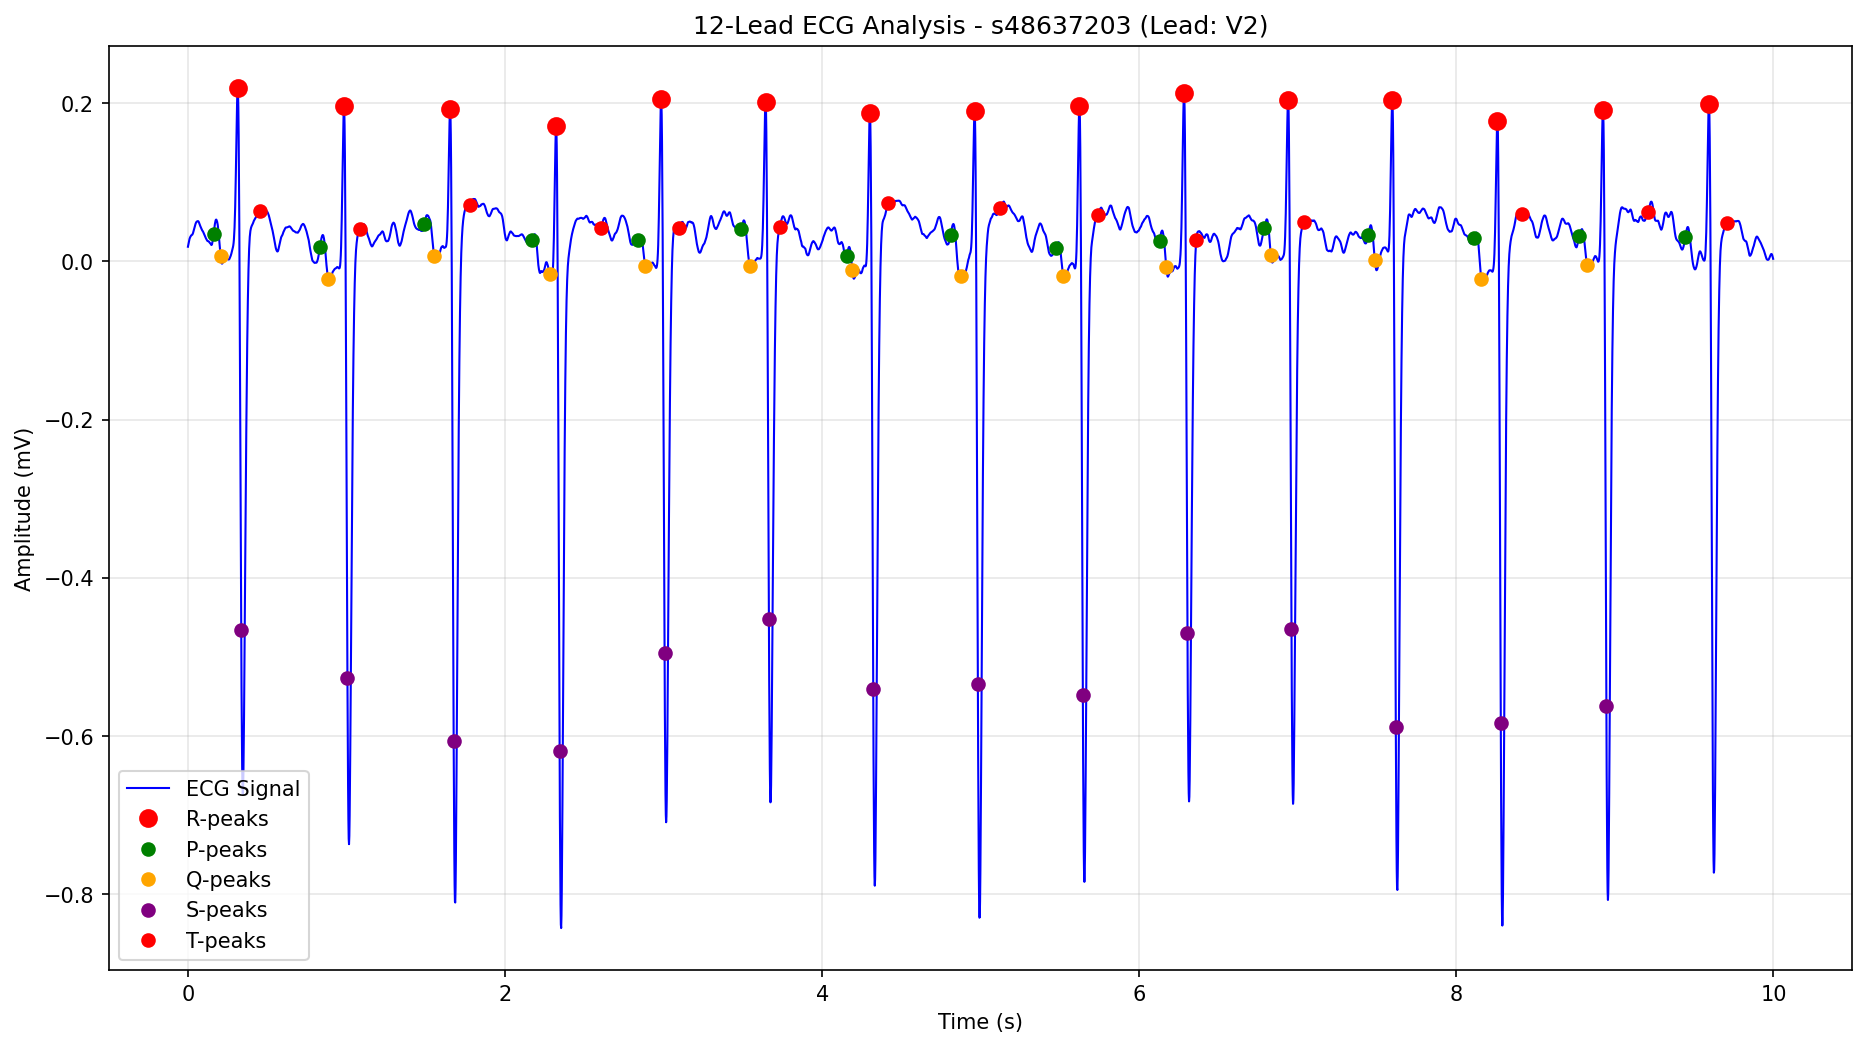 12-Lead ECG Analysis - s48637203 (Lead: V2)
Amplitude (mV)
0.2
0.0
−0.2
−0.4
−0.6
−0.8
ECG Signal
R-peaks
P-peaks
Q-peaks
S-peaks
T-peaks
0 2 4 6 8 10
Time (s)